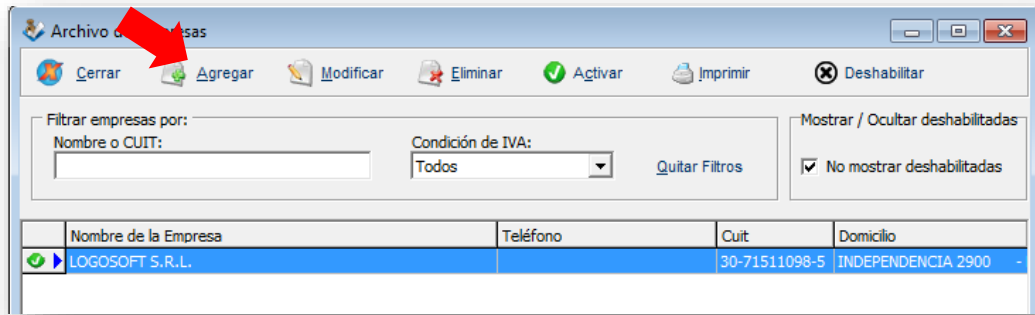 Archivo de Empresas
Cerrar Agregar Modificar Eliminar Activar Imprimir Deshabilitar
Filtrar empresas por: Mostrar / Ocultar deshabilitadas
Nombre o CUIT: Condición de IVA:
Todos Quitar Filtros No mostrar deshabilitadas
Nombre de la Empresa Teléfono Cuit Domicilio
LOGOSOFT S.R.L. 30-71511098-5 INDEPENDENCIA 2900 -